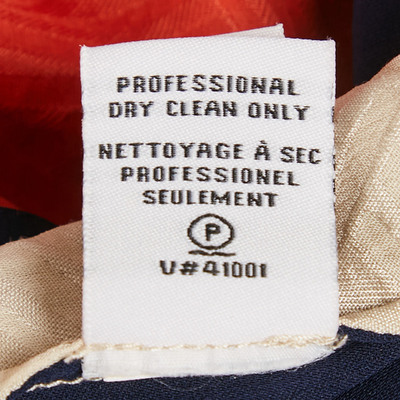 PROFESSIONAL
DRY CLEAN ONLY
NETTOYAGE À SEC
PROFESSIONEL
SEULEMENT
P
V#41001